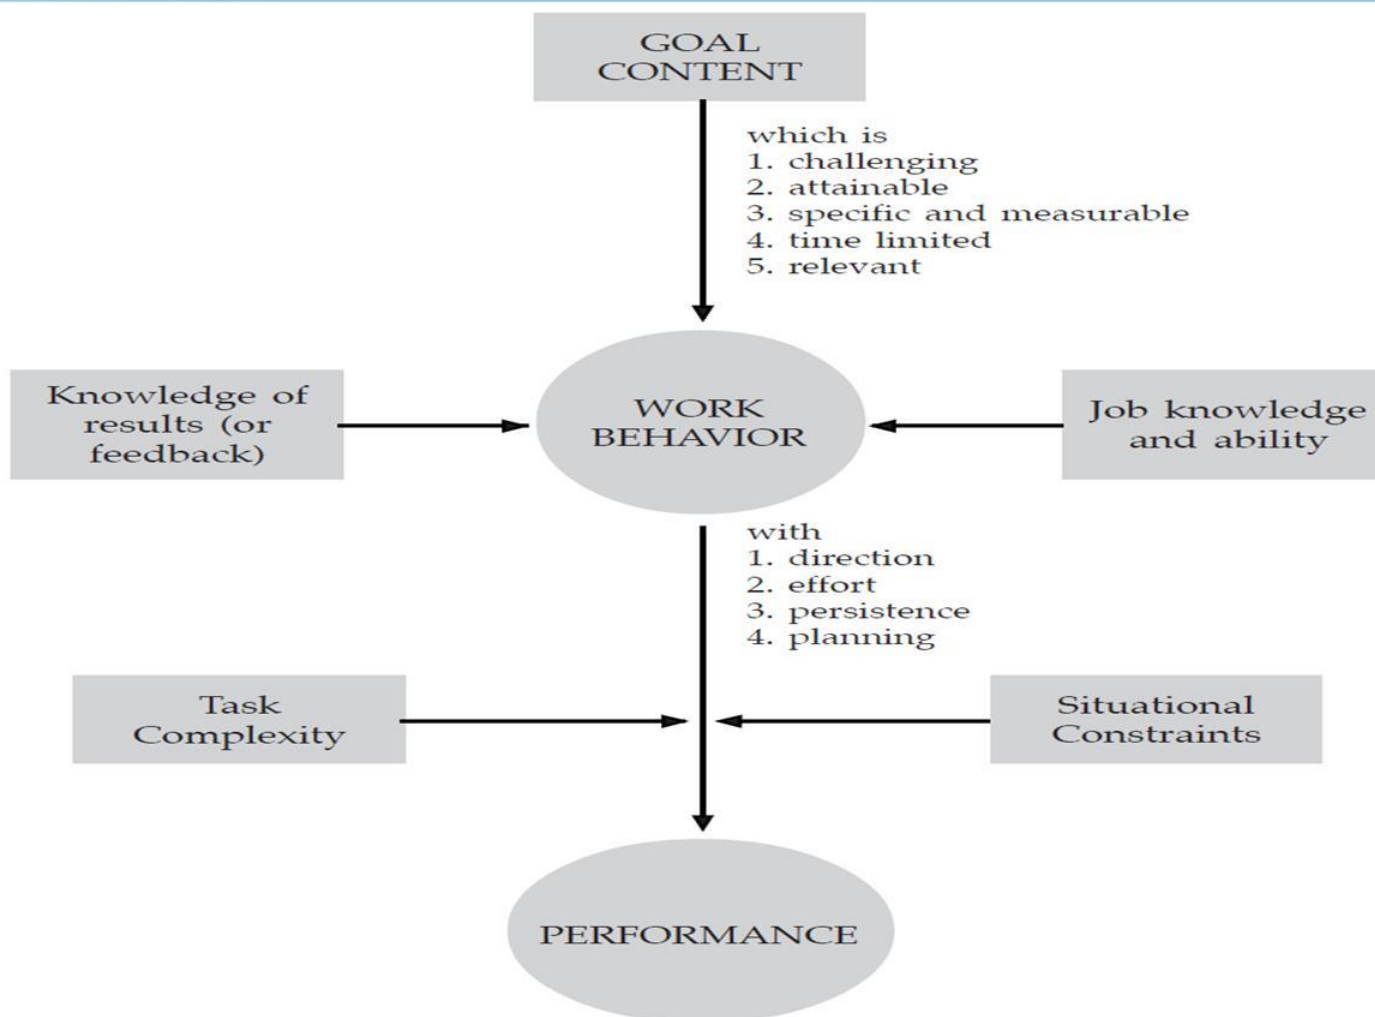 GOAL
CONTENT
which is
1. challenging
2. attainable
3. specific and measurable
4. time limited
5. relevant
Knowledge of
results (or
feedback)
WORK
BEHAVIOR
Job knowledge
and ability
with
1. direction
2. effort
3. persistence
4. planning
Task
Complexity
Situational
Constraints
PERFORMANCE